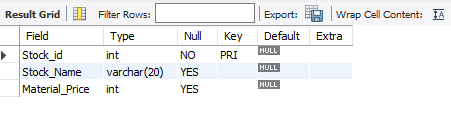 Result Grid Filter Rows: Export: Wrap Cell Content: IA
Field Type Null Key Default Extra
Stock_id int NO PRI NULL
Stock_Name varchar(20) YES NULL
Material_Price int YES NULL